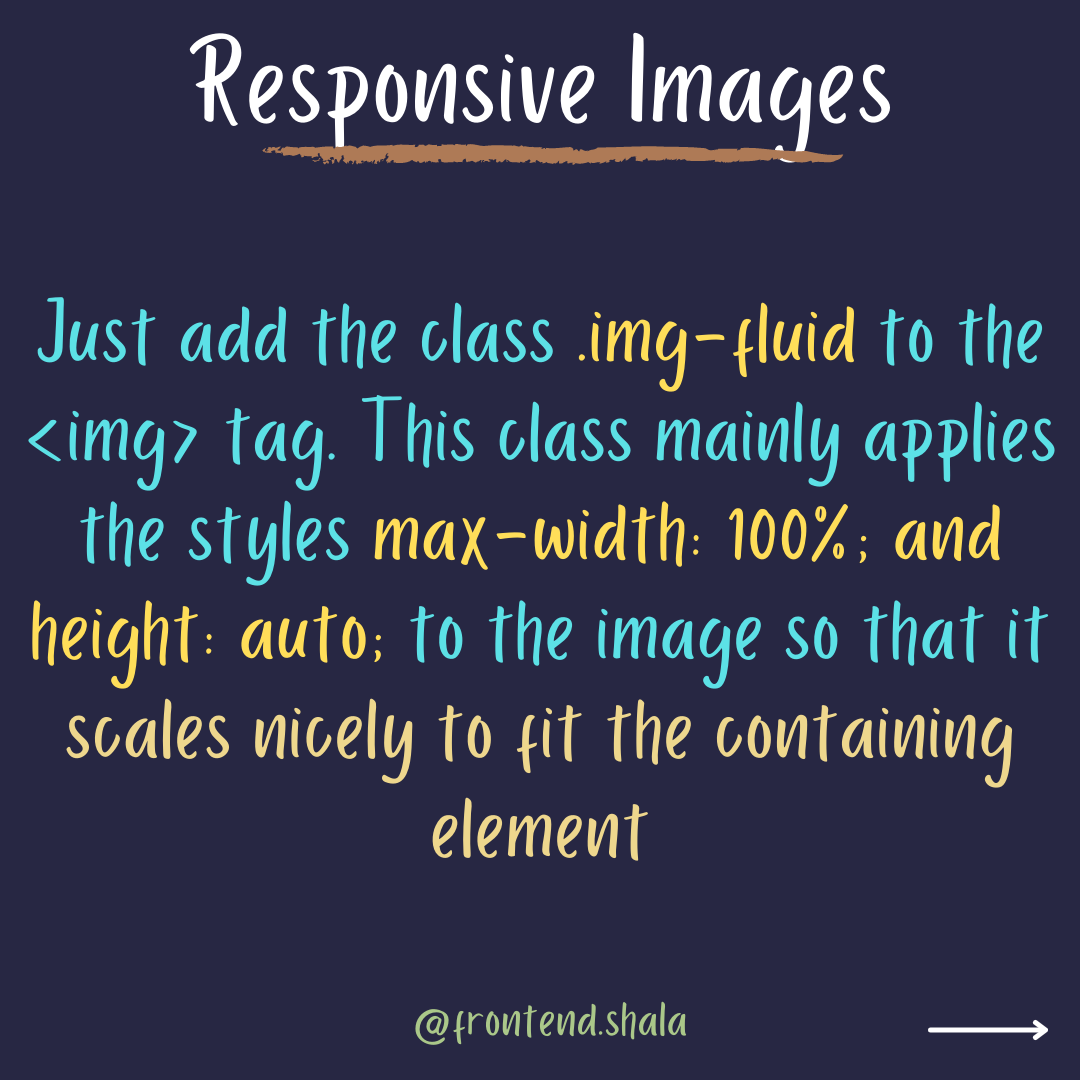 Responsive Images
Just add the class .img-fluid to the
<img> tag. This class mainly applies
the styles max-width: 100%; and
height: auto; to the image so that it
scales nicely to fit the containing
element
@frontend.shala